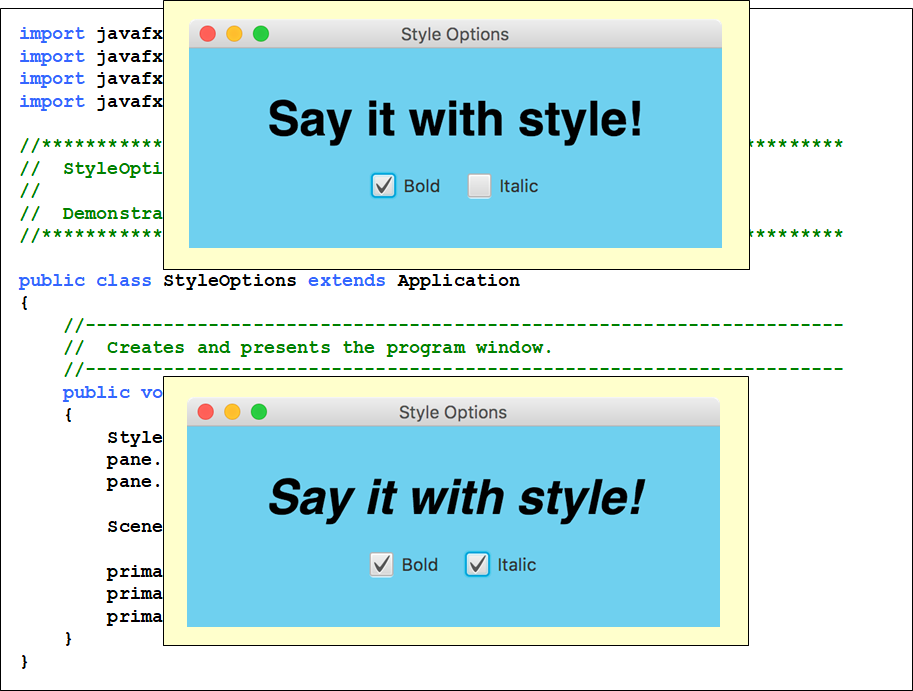 import javafx
import javafx
import javafx
import javafx
Style Options
Say it with style!
Bold Italic
//*********** *********
// StyleOpti
//
// Demonstra
//*********** *********
public class StyleOptions extends Application
{
//--------------------------------------------------------------------
// Creates and presents the program window.
//--------------------------------------------------------------------
public vo
{
Style
pane.
pane.
Scene
prima
prima
prima
}
}
Style Options
Say it with style!
Bold Italic